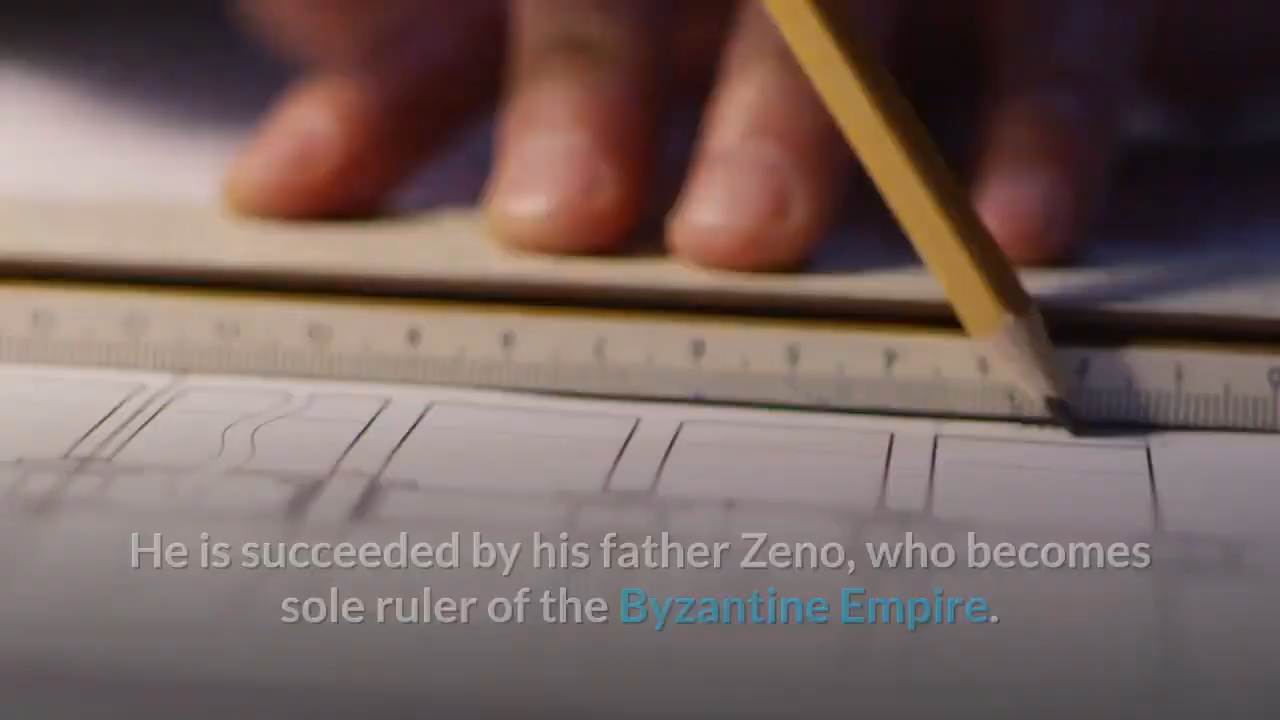 He is succeeded by his father Zeno, who becomes
sole ruler of the Byzantine Empire.